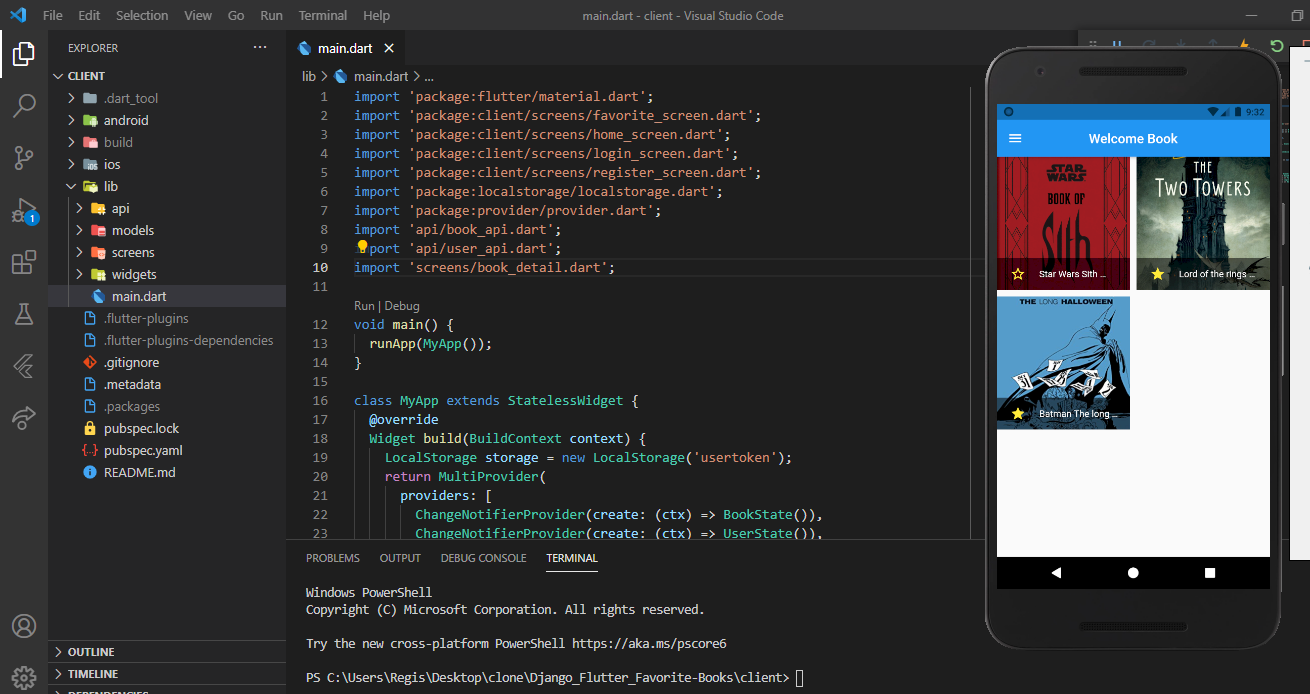 File Edit Selection View Go Run Terminal Help
main.dart - client - Visual Studio Code
EXPLORER
CLIENT
.dart_tool
android
build
ios
lib
api
models
screens
widgets
main.dart
.flutter-plugins
.flutter-plugins-dependencies
.gitignore
.metadata
.packages
pubspec.lock
pubspec.yaml
README.md
OUTLINE
TIMELINE
DEPENDENCIES
1
main.dart
lib > main.dart > ...
1 import 'package:flutter/material.dart';
2 import 'package:client/screens/favorite_screen.dart';
3 import 'package:client/screens/home_screen.dart';
4 import 'package:client/screens/login_screen.dart';
5 import 'package:client/screens/register_screen.dart';
6 import 'package:localstorage/localstorage.dart';
7 import 'package:provider/provider.dart';
8 import 'api/book_api.dart';
9 port 'api/user_api.dart';
10 import 'screens/book_detail.dart';
11
Run | Debug
12 void main() {
13 runApp(MyApp());
14 }
15
16 class MyApp extends StatelessWidget {
17 @override
18 Widget build(BuildContext context) {
19 LocalStorage storage = new LocalStorage('usertoken');
20 return MultiProvider(
21 providers: [
22 ChangeNotifierProvider(create: (ctx) => BookState()),
23 ChangeNotifierProvider(create: (ctx) => UserState()),
PROBLEMS OUTPUT DEBUG CONSOLE TERMINAL
Windows PowerShell
Copyright (C) Microsoft Corporation. All rights reserved.
Try the new cross-platform PowerShell https://aka.ms/pscore6
PS C:\Users\Regis\Desktop\clone\Django_Flutter_Favorite-Books\client>
9:32
Welcome Book
STAR WARS
BOOK OF
Sith
Star Wars Sith ...
THE
TWO TOWERS
Lord of the rings ...
THE LONG HALLOWEEN
OCT 31
Batman The long ...